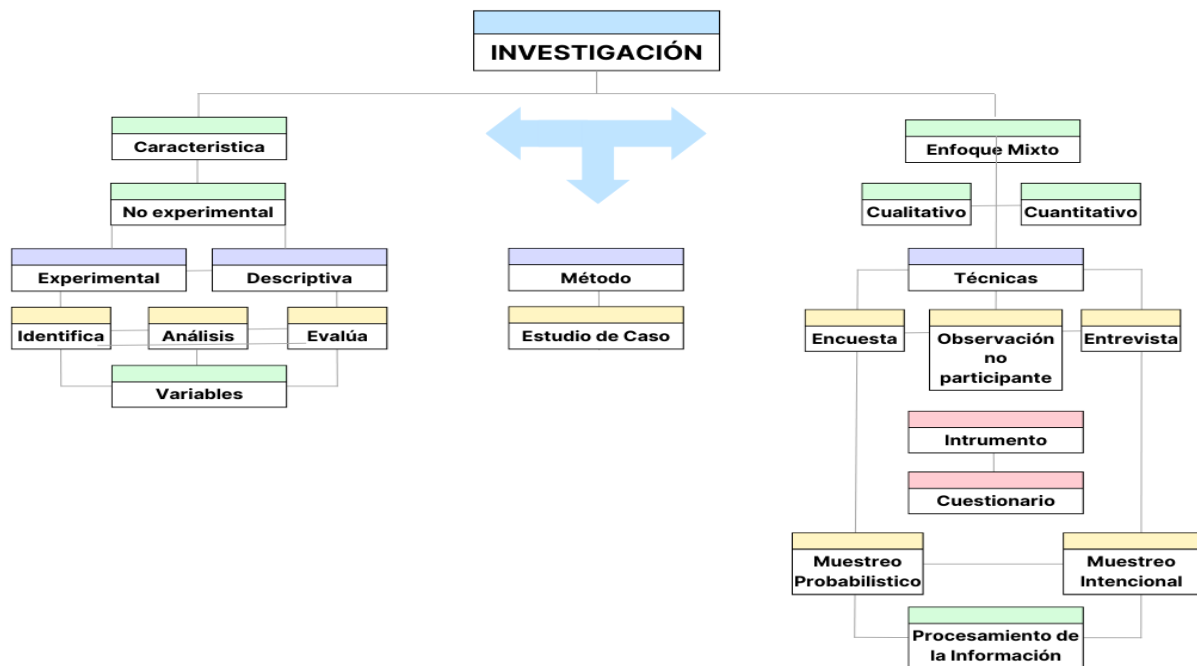 INVESTIGACIÓN
Caracteristica
No experimental
Experimental
Descriptiva
Identifica
Análisis
Evalúa
Variables
Método
Estudio de Caso
Enfoque Mixto
Cualitativo
Cuantitativo
Técnicas
Encuesta
Observación
no
participante
Entrevista
Intrumento
Cuestionario
Muestreo
Probabilistico
Muestreo
Intencional
Procesamiento de
la Información